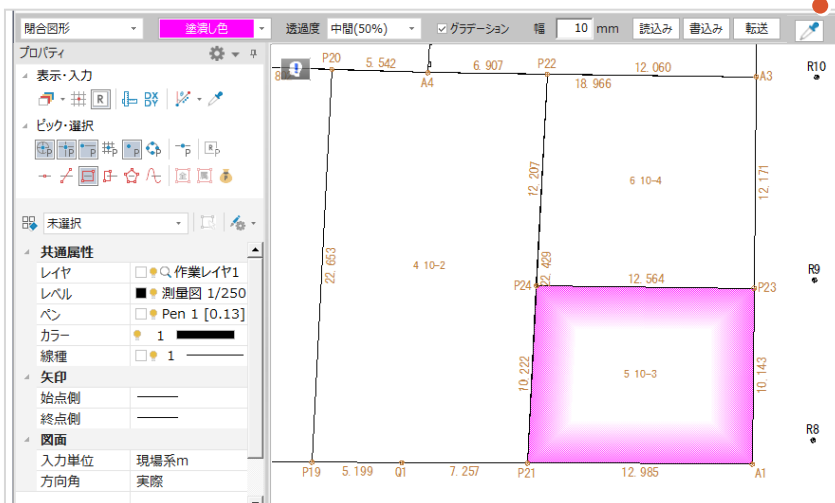 閉合図形 塗潰し色 透過度 中間(50%) グラデーション 幅 10 mm 読込み 書込み 転送
プロパティ
表示・入力
R DX DY
ピック・選択
P P P P P P P R P
金 属 P
未選択
共通属性
レイヤ 作業レイヤ1
レベル 測量図 1/250
ペン Pen 1 [0.13]
カラー 1
線種 1
矢印
始点側
終点側
図面
入力単位 現場系m
方向角 実際
8 P20 5.542 A4 6.907 P22 12.060 A3 R10
18.966
12.207 6 10-4 12.171
22.653 4 10-2 22.429 R9
P24 12.564 P23
10.222 5 10-3 10.143
R8
P19 5.199 Q1 7.257 P21 12.985 A1